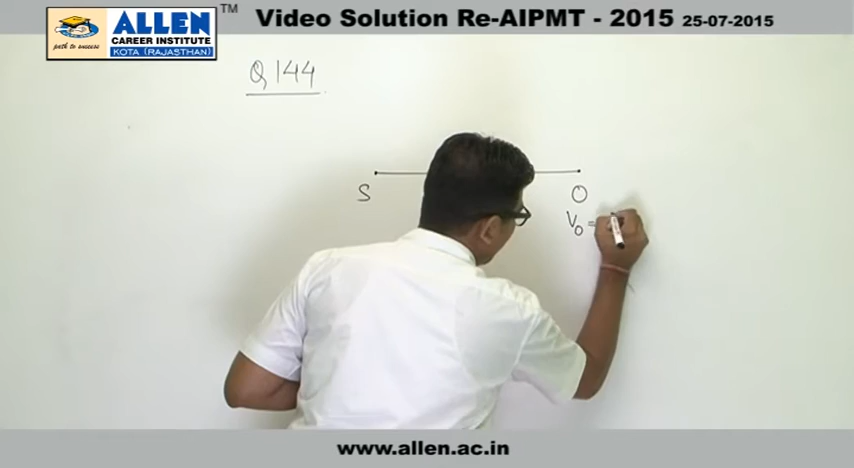 ALLEN
CAREER INSTITUTE
KOTA (RAJASTHAN)
path to success
TM
Video Solution Re-AIPMT - 2015 25-07-2015
Q 144
S
O
V₀ =
www.allen.ac.in